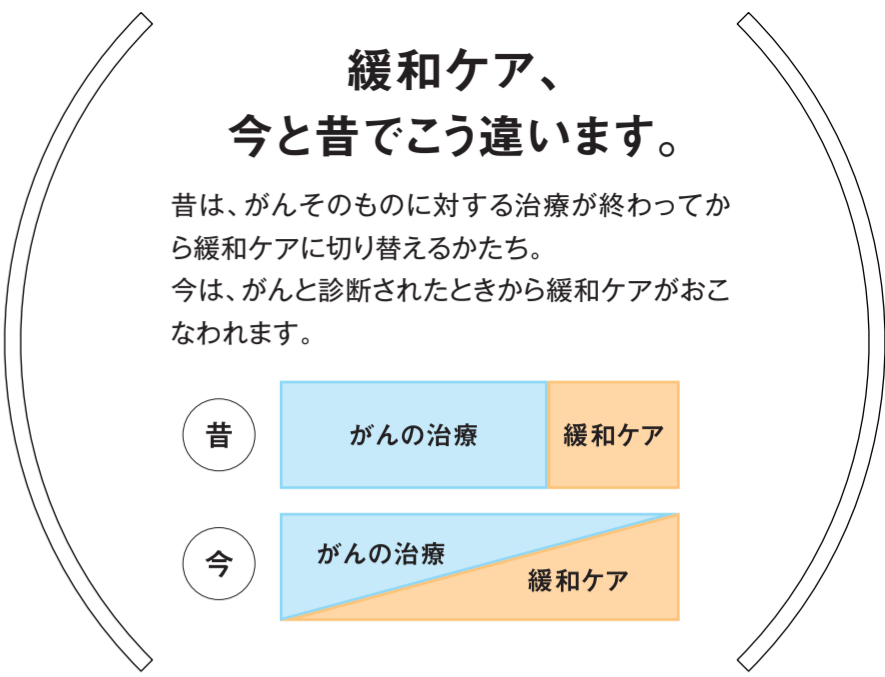 緩和ケア、
今と昔でこう違います。
昔は、がんそのものに対する治療が終わってか
ら緩和ケアに切り替えるかたち。
今は、がんと診断されたときから緩和ケアがおこ
なわれます。
昔
がんの治療
緩和ケア
今
がんの治療
緩和ケア